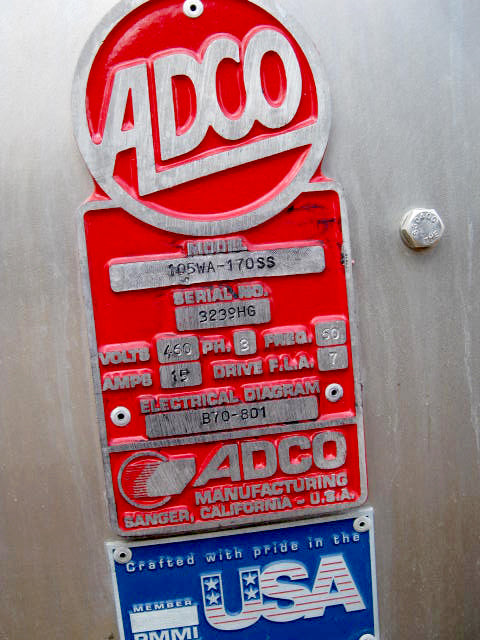 ADCO
MODEL
105WA-170SS
SERIAL NO.
3239HG
VOLTS 460 PH. 3 FREQ. 60
AMPS 15 DRIVE F.L.A. 7
ELECTRICAL DIAGRAM
B70-801
ADCO
MANUFACTURING
SANGER, CALIFORNIA - U.S.A.
Crafted with pride in the
USA
MEMBER
PMMI